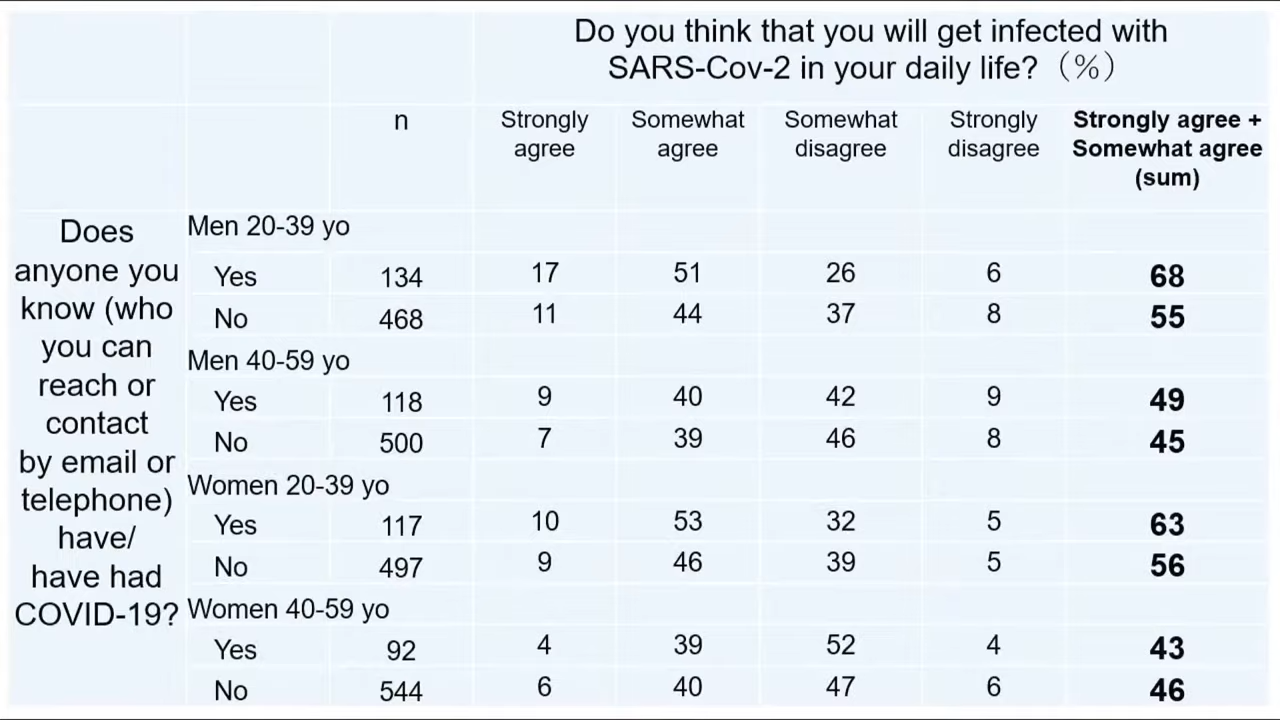 Do you think that you will get infected with
SARS-Cov-2 in your daily life?（%）
n
Strongly agree
Somewhat agree
Somewhat disagree
Strongly disagree
Strongly agree + Somewhat agree (sum)
Does
anyone you
know (who
you can
reach or
contact
by email or
telephone)
have/
have had
COVID-19?
Men 20-39 yo
Yes 134 17 51 26 6 68
No 468 11 44 37 8 55
Men 40-59 yo
Yes 118 9 40 42 9 49
No 500 7 39 46 8 45
Women 20-39 yo
Yes 117 10 53 32 5 63
No 497 9 46 39 5 56
Women 40-59 yo
Yes 92 4 39 52 4 43
No 544 6 40 47 6 46